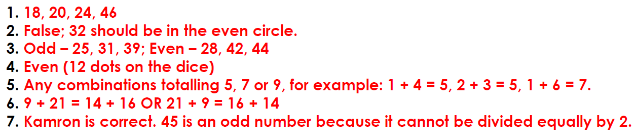 1. 18, 20, 24, 46
2. False; 32 should be in the even circle.
3. Odd – 25, 31, 39; Even – 28, 42, 44
4. Even (12 dots on the dice)
5. Any combinations totalling 5, 7 or 9, for example: 1 + 4 = 5, 2 + 3 = 5, 1 + 6 = 7.
6. 9 + 21 = 14 + 16 OR 21 + 9 = 16 + 14
7. Kamron is correct. 45 is an odd number because it cannot be divided equally by 2.